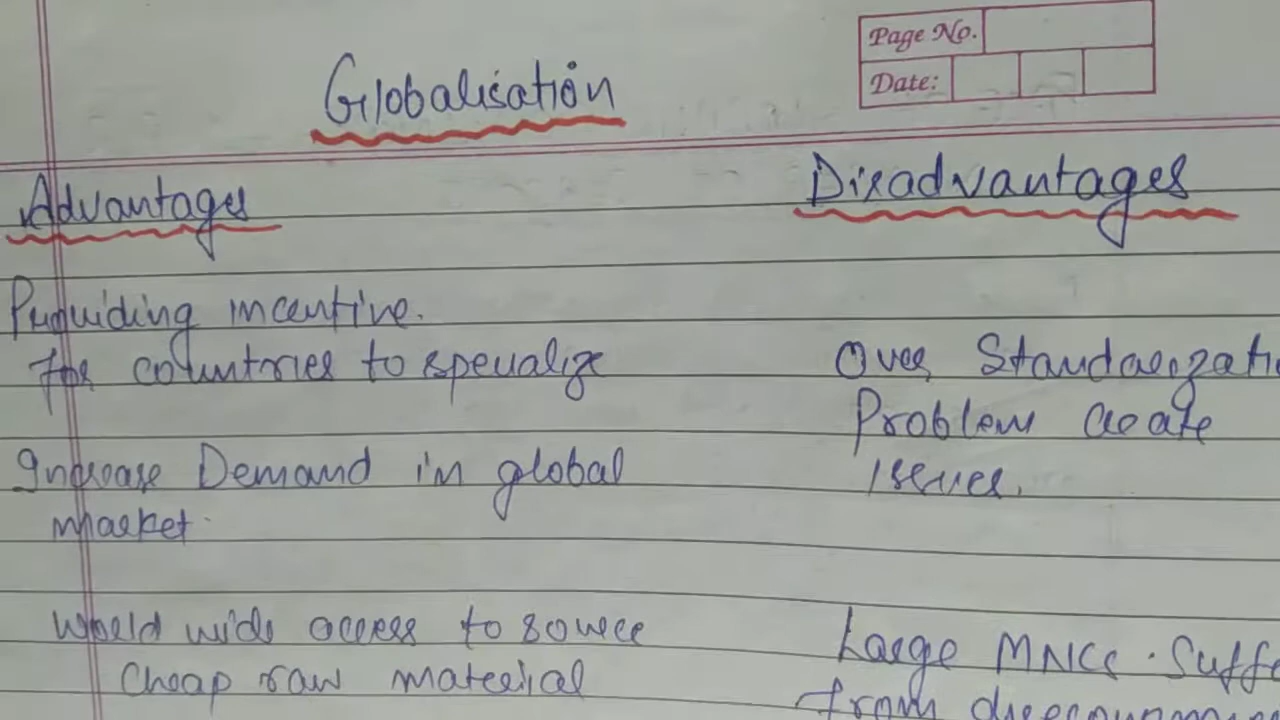 Page No.
Date:
Globalisation
Advantages
Disadvantages
Providing incentive.
for countries to specialize
Increase Demand in global
market.
World wide access to source
Cheap raw material
Over Standardizati
Problem create
Issues.
Large MNCs. Suffe
from